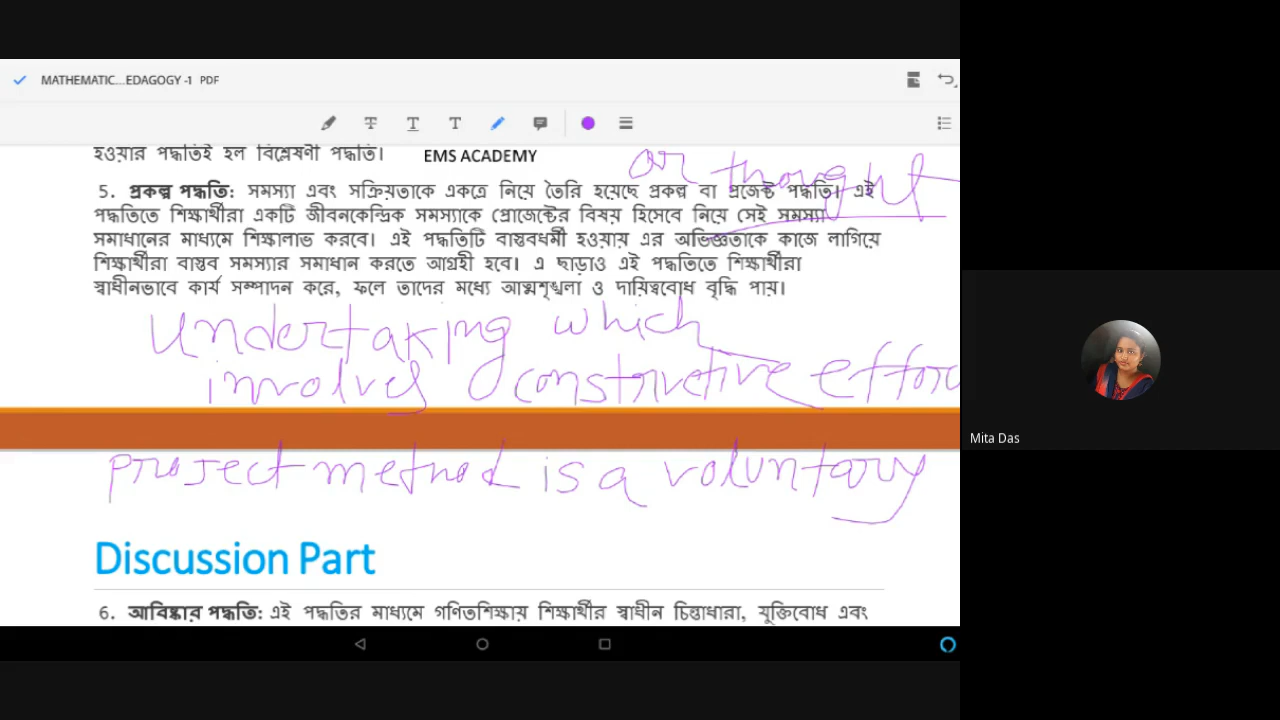 MATHEMATIC...EDAGOGY -1 PDF
হওয়ার পদ্ধতিই হল বিশ্লেষণী পদ্ধতি।
EMS ACADEMY
or thought
5. প্রকল্প পদ্ধতি: সমস্যা এবং সক্রিয়তাকে একত্রে নিয়ে তৈরি হয়েছে প্রকল্প বা প্রজেক্ট পদ্ধতি। এই
পদ্ধতিতে শিক্ষার্থীরা একটি জীবনকেন্দ্রিক সমস্যাকে প্রোজেক্টের বিষয় হিসেবে নিয়ে সেই সমস্যা
সমাধানের মাধ্যমে শিক্ষালাভ করবে। এই পদ্ধতিটি বাস্তবধর্মী হওয়ায় এর অভিজ্ঞতাকে কাজে লাগিয়ে
শিক্ষার্থীরা বাস্তব সমস্যার সমাধান করতে আগ্রহী হবে। এ ছাড়াও এই পদ্ধতিতে শিক্ষার্থীরা
স্বাধীনভাবে কার্য সম্পাদন করে, ফলে তাদের মধ্যে আত্মশৃঙ্খলা ও দায়িত্ববোধ বৃদ্ধি পায়।
undertaking which
involves constructive effor
project method is a voluntary
Discussion Part
6. আবিষ্কার পদ্ধতি: এই পদ্ধতির মাধ্যমে গণিতশিক্ষায় শিক্ষার্থীর স্বাধীন চিন্তাধারা, যুক্তিবোধ এবং
Mita Das